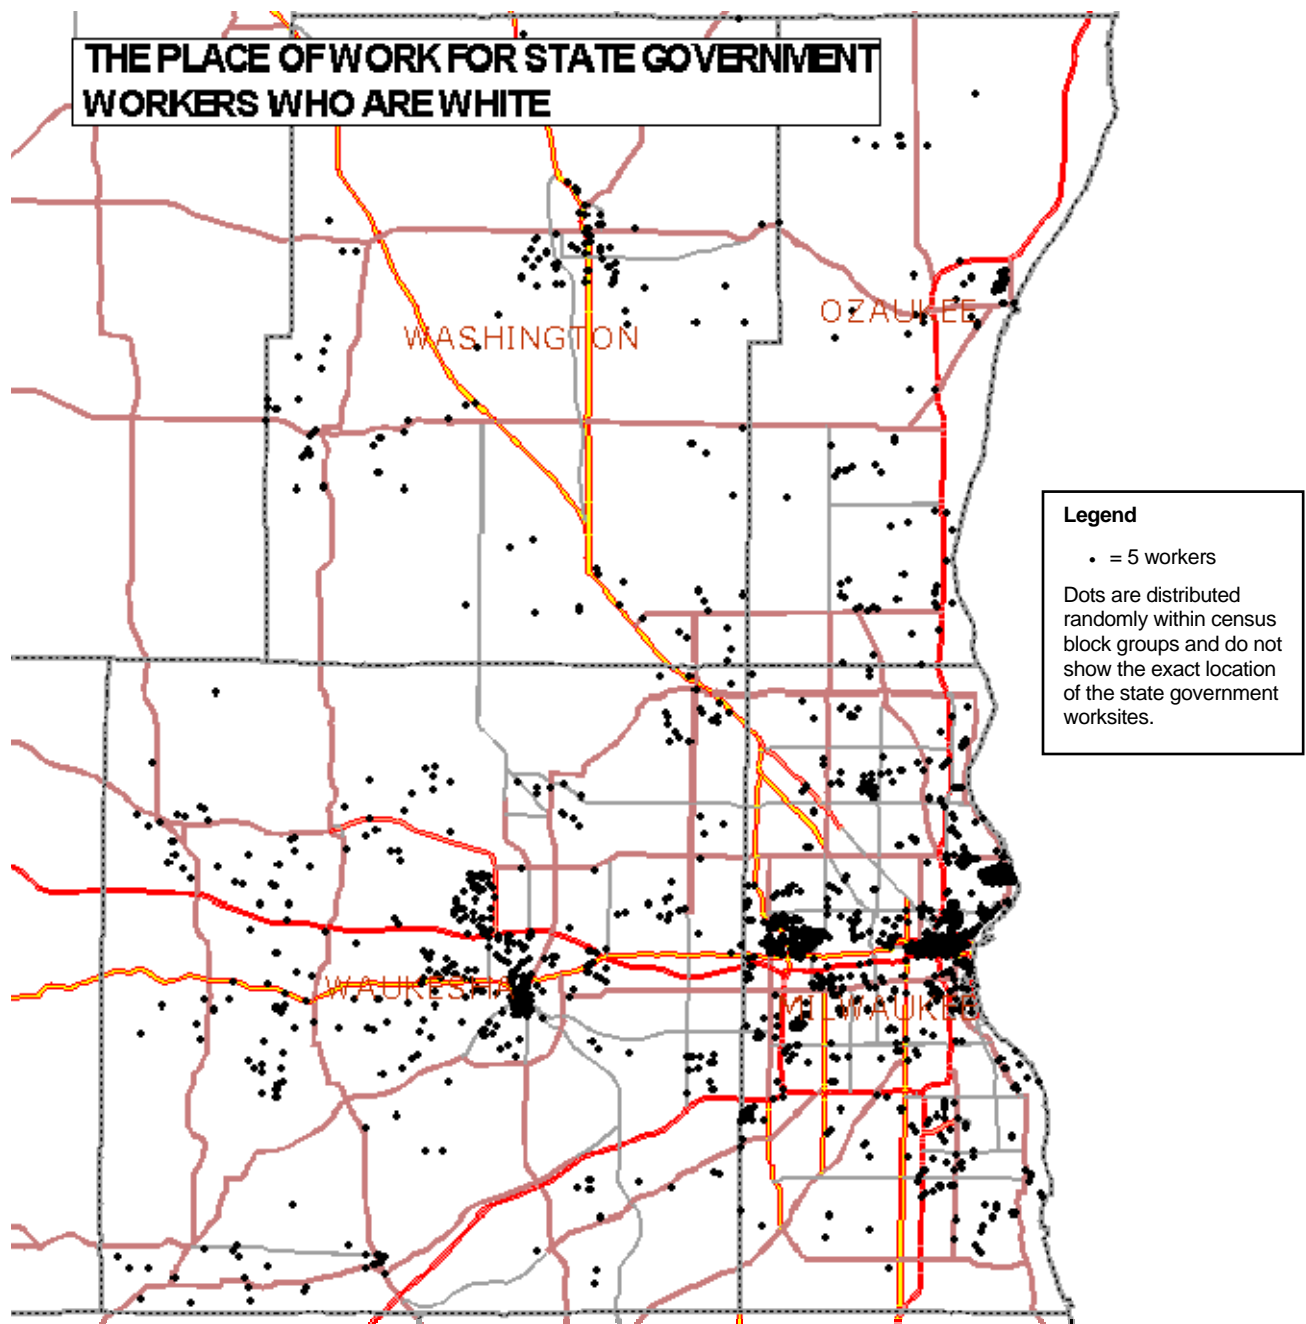 THE PLACE OF WORK FOR STATE GOVERNMENT
WORKERS WHO ARE WHITE
OZAUKEE
WASHINGTON
Legend
• = 5 workers
Dots are distributed
randomly within census
block groups and do not
show the exact location
of the state government
worksites.
WAUKESHA
MILWAUKEE